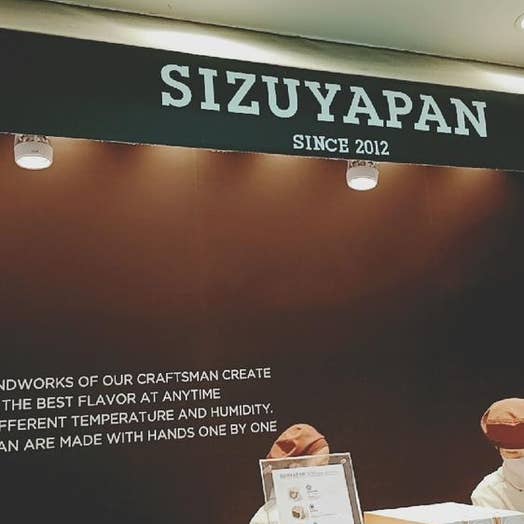 SIZUYAPAN
SINCE 2012
NDWORKS OF OUR CRAFTSMAN CREATE
THE BEST FLAVOR AT ANYTIME
FFERENT TEMPERATURE AND HUMIDITY.
AN ARE MADE WITH HANDS ONE BY ONE
SIZUYAPAN